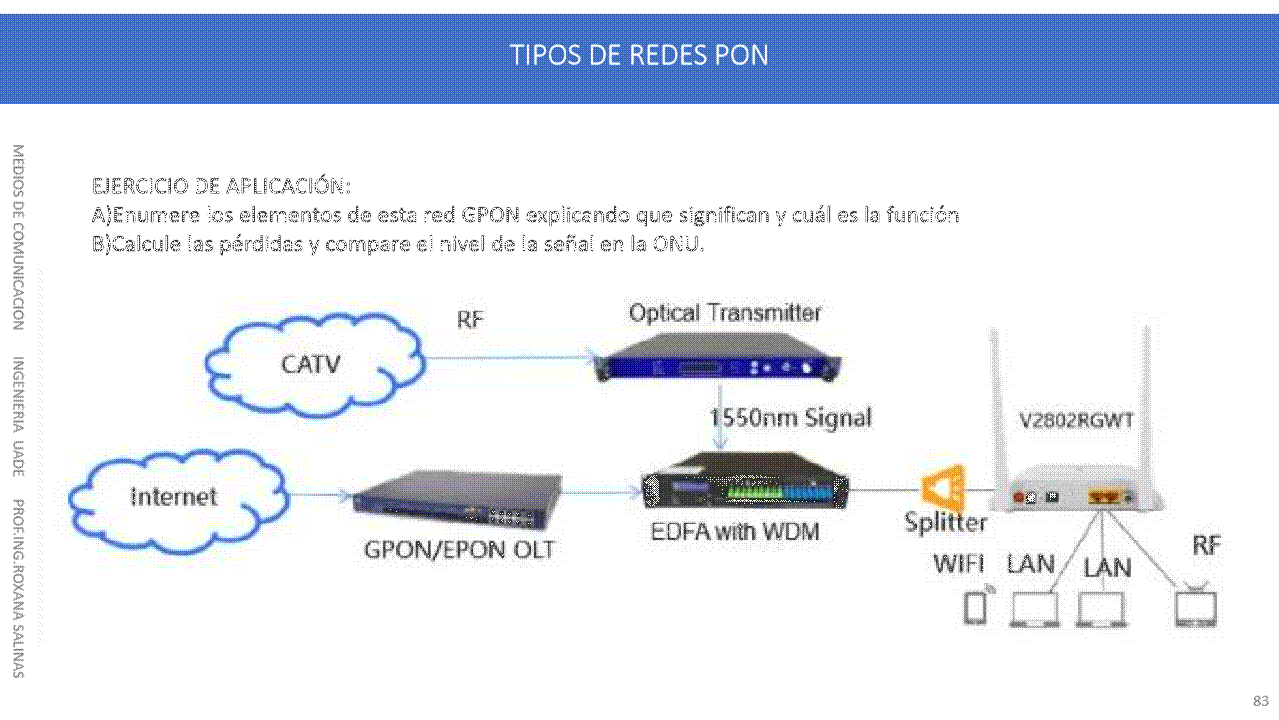 TIPOS DE REDES PON
MEDIOS DE COMUNICACION INGENIERIA UADE PROF.ING.ROXANA SALINAS
EJERCICIO DE APLICACIÓN:
A)Enumere los elementos de esta red GPON explicando que significan y cuál es la función
B)Calcule las pérdidas y compare el nivel de la señal en la ONU.
CATV
RF
Optical Transmitter
1550nm Signal
Internet
GPON/EPON OLT
EDFA with WDM
Splitter
V2802RGWT
WIFI
LAN
LAN
RF
83